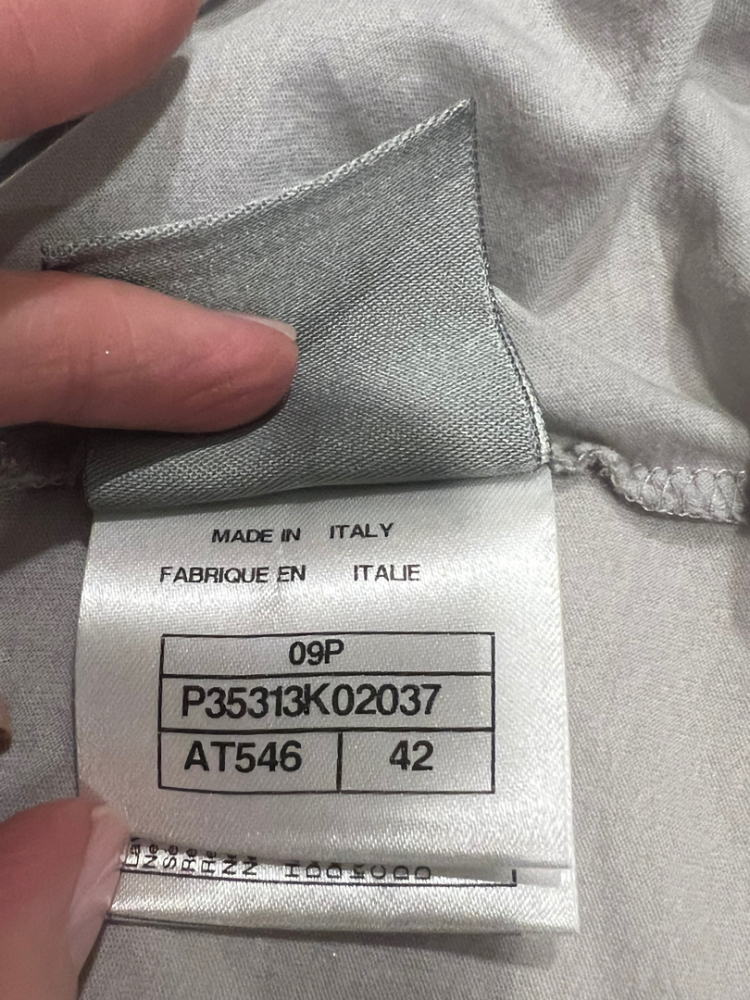 MADE IN ITALY
FABRIQUE EN ITALIE
09P
P35313K02037
AT546 42